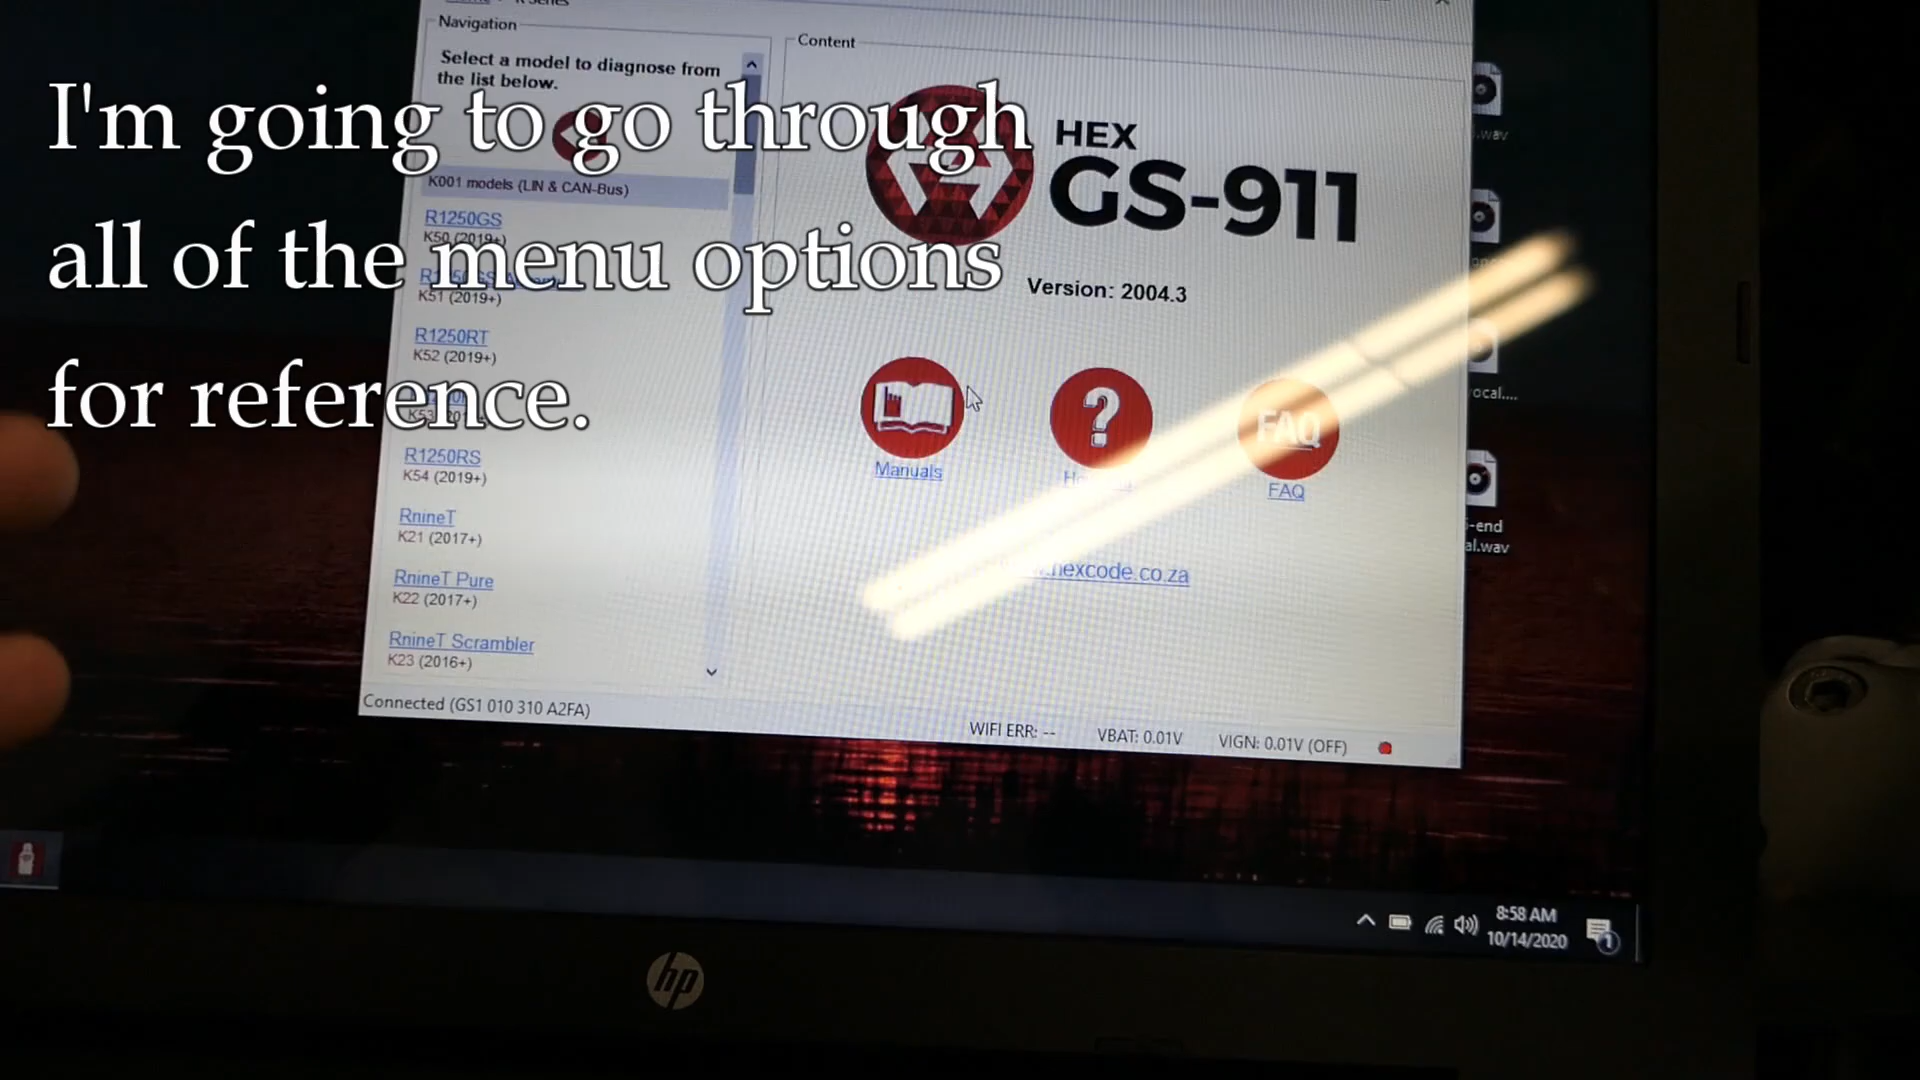 Navigation
Content
Select a model to diagnose from
the list below.
I'm going to go through
all of the menu options
for reference.
HEX
GS-911
Version: 2004.3
K001 models (LIN & CAN-Bus)
R1250GS
K50 (2019+)
K51 (2019+)
R1250RT
K52 (2019+)
K53
R1250RS
K54 (2019+)
RnineT
K21 (2017+)
RnineT Pure
K22 (2017+)
RnineT Scrambler
K23 (2016+)
Manuals
FAQ
FAQ
hexcode.co.za
Connected (GS1 010 310 A2FA)
WIFI ERR: --
VBAT: 0.01V
VIGN: 0.01V (OFF)
.wav
ocal....
-end
al.wav
8:58 AM
10/14/2020
1
hp